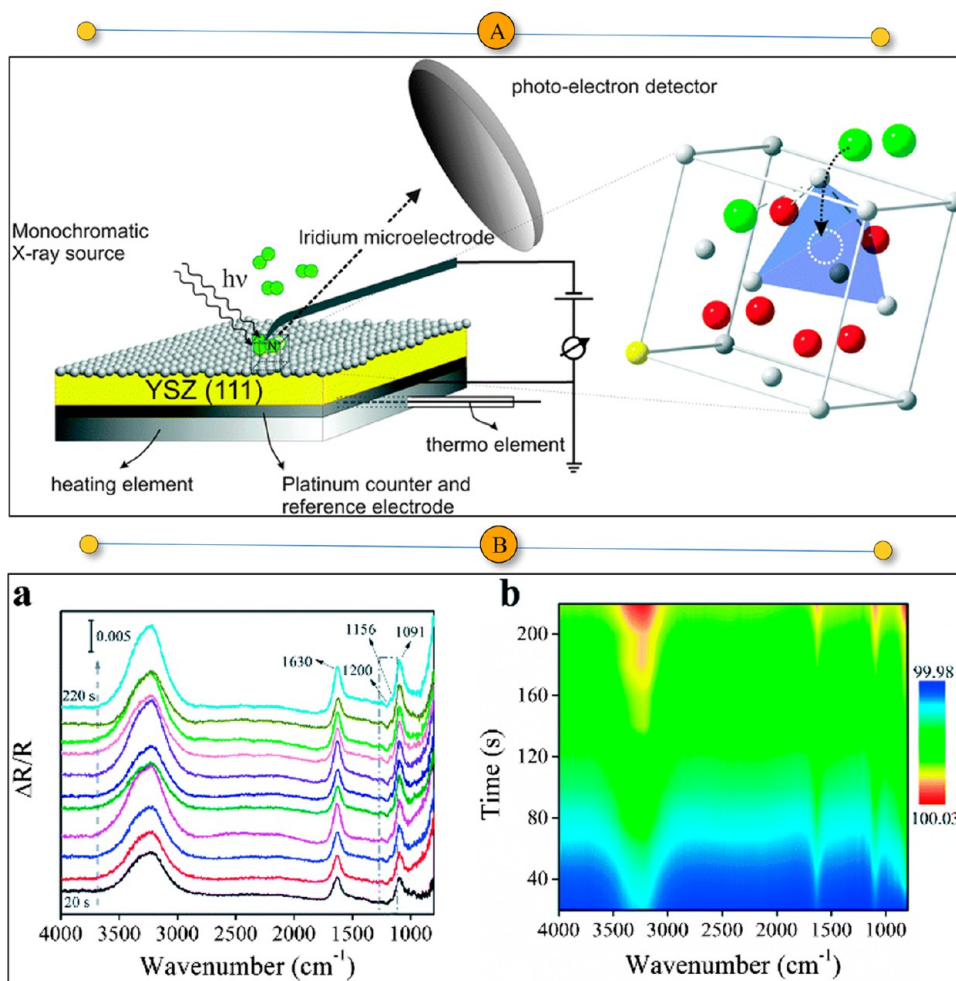 A
photo-electron detector
Monochromatic
X-ray source
Iridium microelectrode
hν
N
YSZ (111)
thermo element
heating element
Platinum counter and
reference electrode
B
a
0.005
1156
1091
1630
1200
220 s
20 s
ΔR/R
4000 3500 3000 2500 2000 1500 1000
Wavenumber (cm⁻¹)
b
200
160
120
80
40
Time (s)
99.98
100.03
4000 3500 3000 2500 2000 1500 1000
Wavenumber (cm⁻¹)